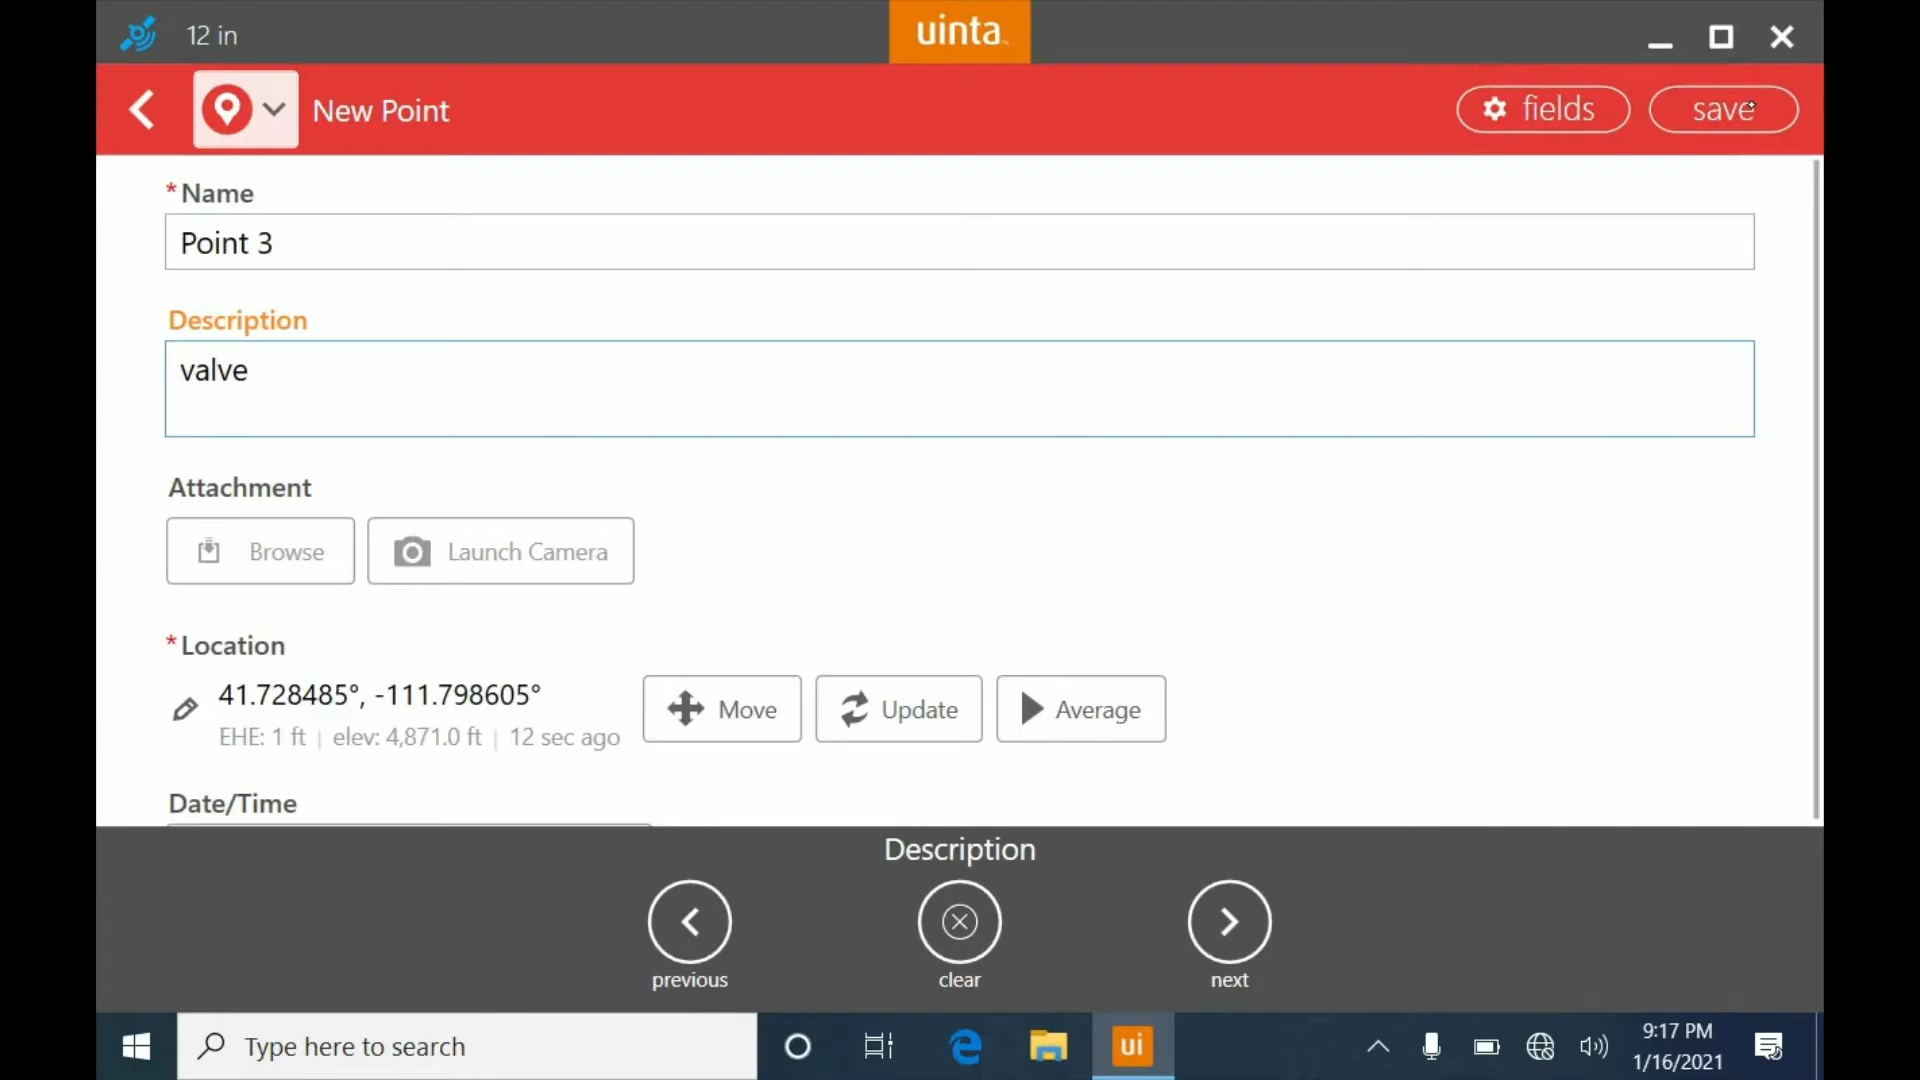 12 in
uinta
New Point
fields
save
* Name
Point 3
Description
valve
Attachment
Browse
Launch Camera
* Location
41.728485°, -111.798605°
EHE: 1 ft | elev: 4,871.0 ft | 12 sec ago
Move
Update
Average
Date/Time
Description
previous
clear
next
Type here to search
ui
9:17 PM
1/16/2021